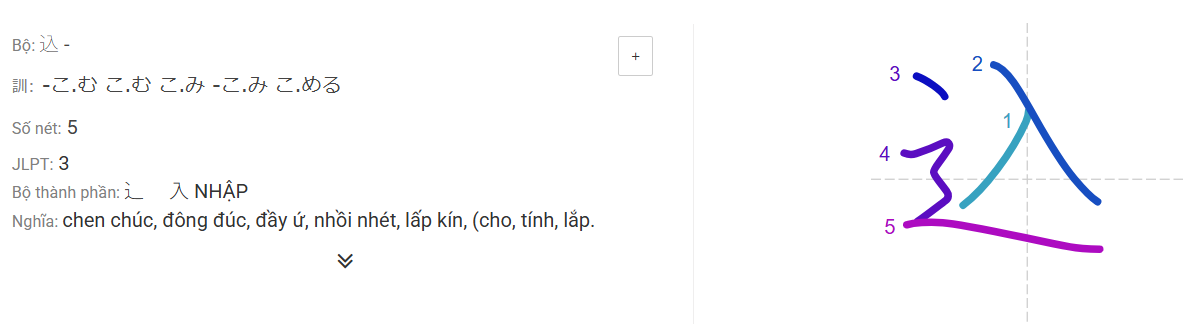 Bộ: 込 -
+
訓: -こ.む こ.む こ.み -こ.み こ.める
Số nét: 5
JLPT: 3
Bộ thành phần: ⻌ 入 NHẬP
Nghĩa: chen chúc, đông đúc, đầy ứ, nhồi nhét, lấp kín, (cho, tính, lắp.
3
2
1
4
5